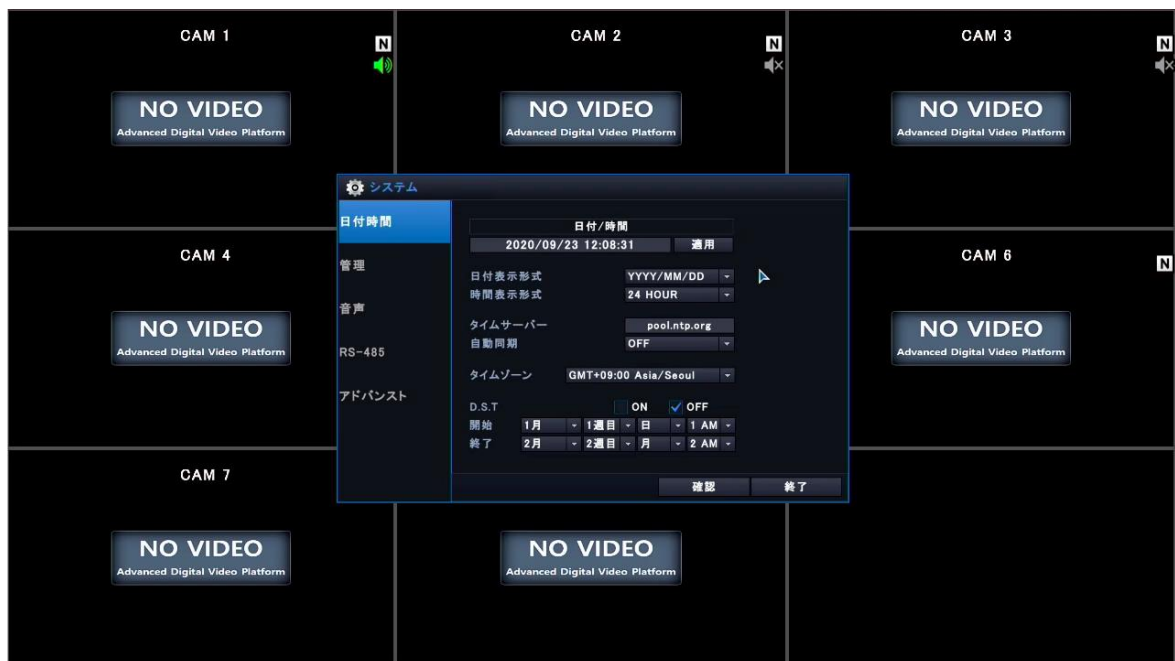 CAM 1
N
NO VIDEO
Advanced Digital Video Platform
CAM 2
N
NO VIDEO
Advanced Digital Video Platform
CAM 3
N
NO VIDEO
Advanced Digital Video Platform
CAM 4
NO VIDEO
Advanced Digital Video Platform
システム
日付時間
管理
音声
RS-485
アドバンスト
日付/時間
2020/09/23 12:08:31 適用
日付表示形式 YYYY/MM/DD
時間表示形式 24 HOUR
タイムサーバー pool.ntp.org
自動同期 OFF
タイムゾーン GMT+09:00 Asia/Seoul
D.S.T ON OFF
開始 1月 1週目 日 1 AM
終了 2月 2週目 月 2 AM
確認 終了
CAM 6
N
NO VIDEO
Advanced Digital Video Platform
CAM 7
NO VIDEO
Advanced Digital Video Platform
NO VIDEO
Advanced Digital Video Platform